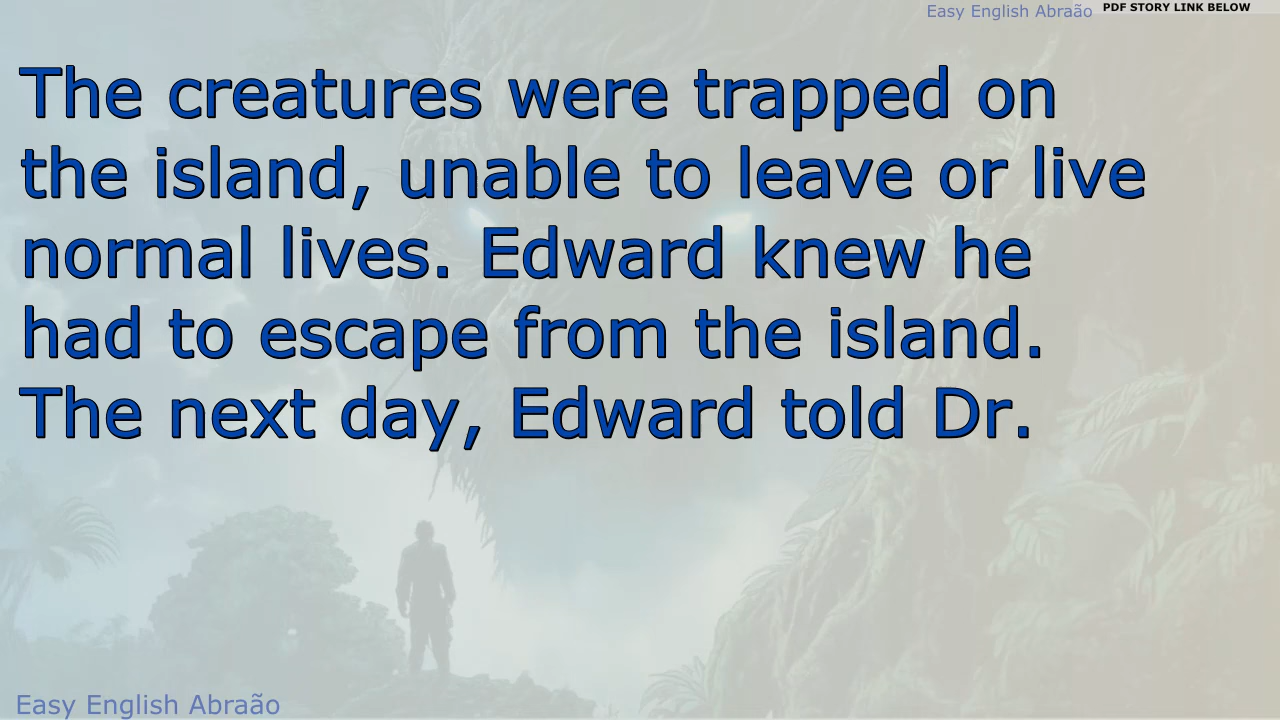 Easy English Abraão PDF STORY LINK BELOW
The creatures were trapped on
the island, unable to leave or live
normal lives. Edward knew he
had to escape from the island.
The next day, Edward told Dr.
Easy English Abraão